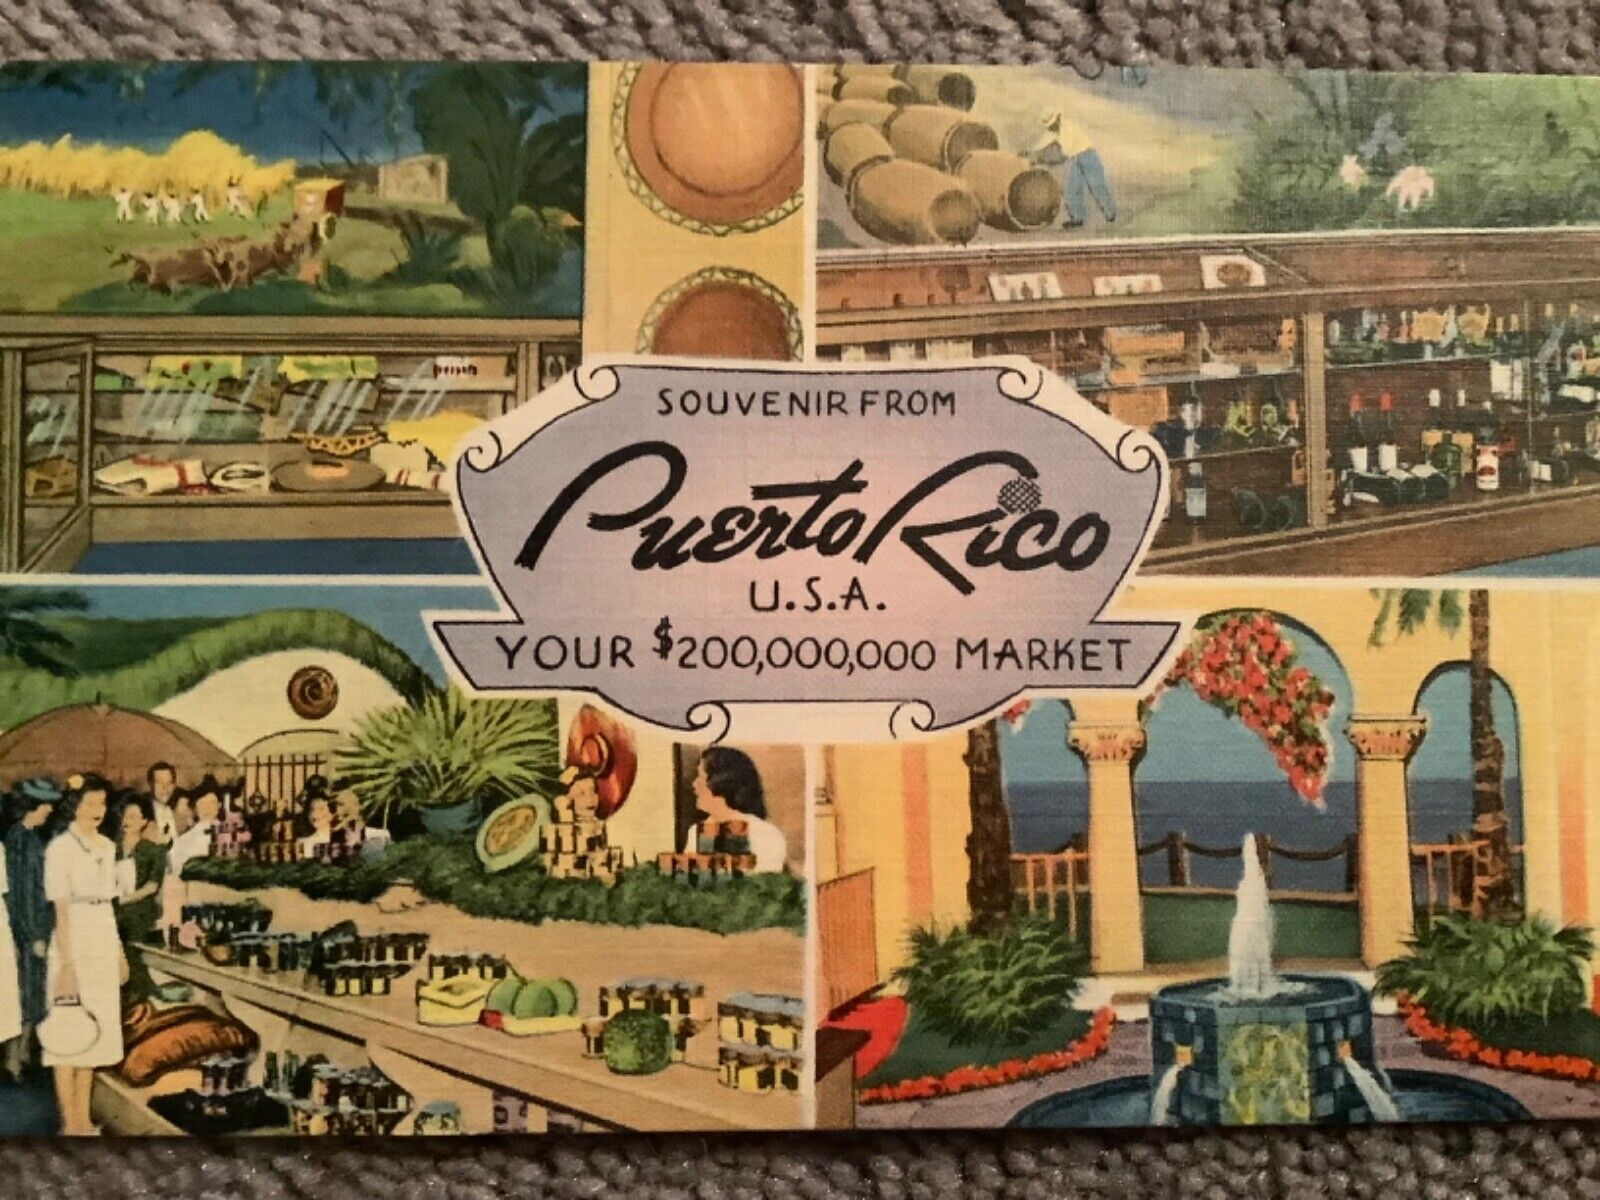 SOUVENIR FROM
Puerto Rico
U.S.A.
YOUR $200,000,000 MARKET